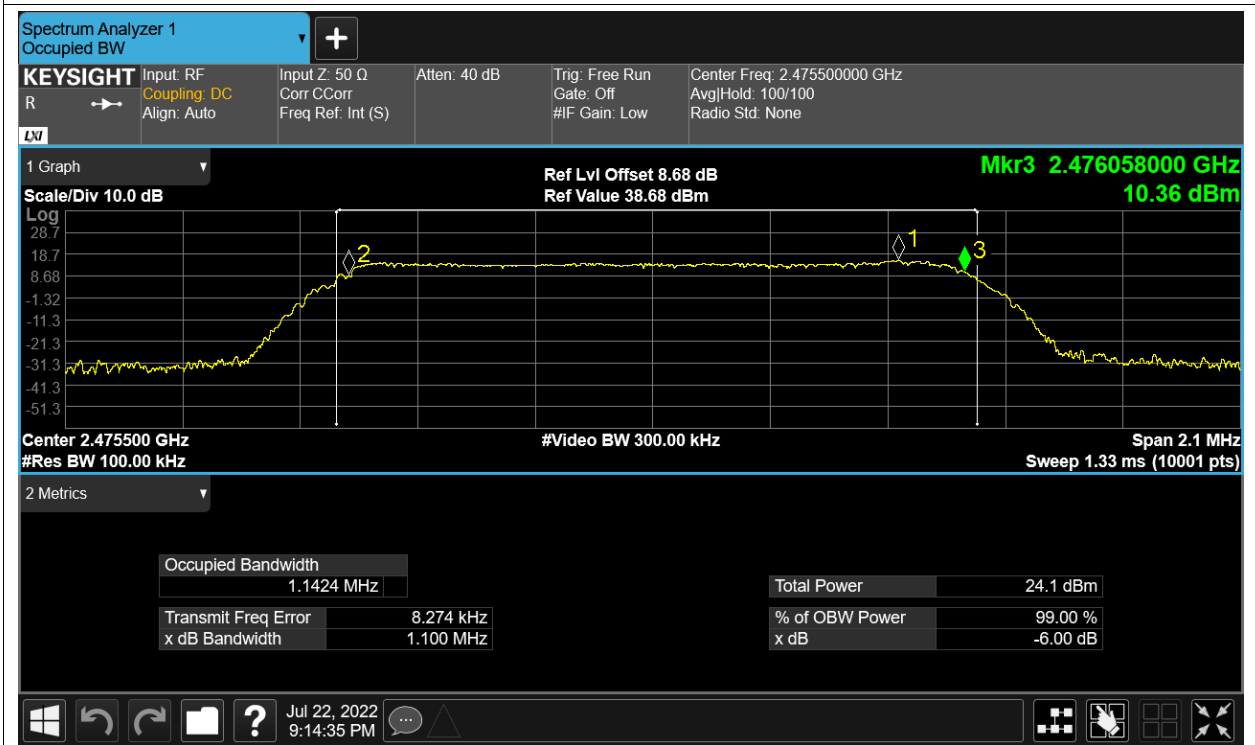 Spectrum Analyzer 1
Occupied BW
KEYSIGHT
R
LXI
Input: RF
Coupling: DC
Align: Auto
Input Z: 50 Ω
Corr CCorr
Freq Ref: Int (S)
Atten: 40 dB
Trig: Free Run
Gate: Off
#IF Gain: Low
Center Freq: 2.475500000 GHz
Avg|Hold: 100/100
Radio Std: None
1 Graph
Scale/Div 10.0 dB
Ref Lvl Offset 8.68 dB
Ref Value 38.68 dBm
Mkr3 2.476058000 GHz
10.36 dBm
Log
28.7
18.7
8.68
-1.32
-11.3
-21.3
-31.3
-41.3
-51.3
2
1
3
Center 2.475500 GHz
#Res BW 100.00 kHz
#Video BW 300.00 kHz
Span 2.1 MHz
Sweep 1.33 ms (10001 pts)
2 Metrics
Occupied Bandwidth
1.1424 MHz
Transmit Freq Error 8.274 kHz
x dB Bandwidth 1.100 MHz
Total Power 24.1 dBm
% of OBW Power 99.00 %
x dB -6.00 dB
?
Jul 22, 2022
9:14:35 PM